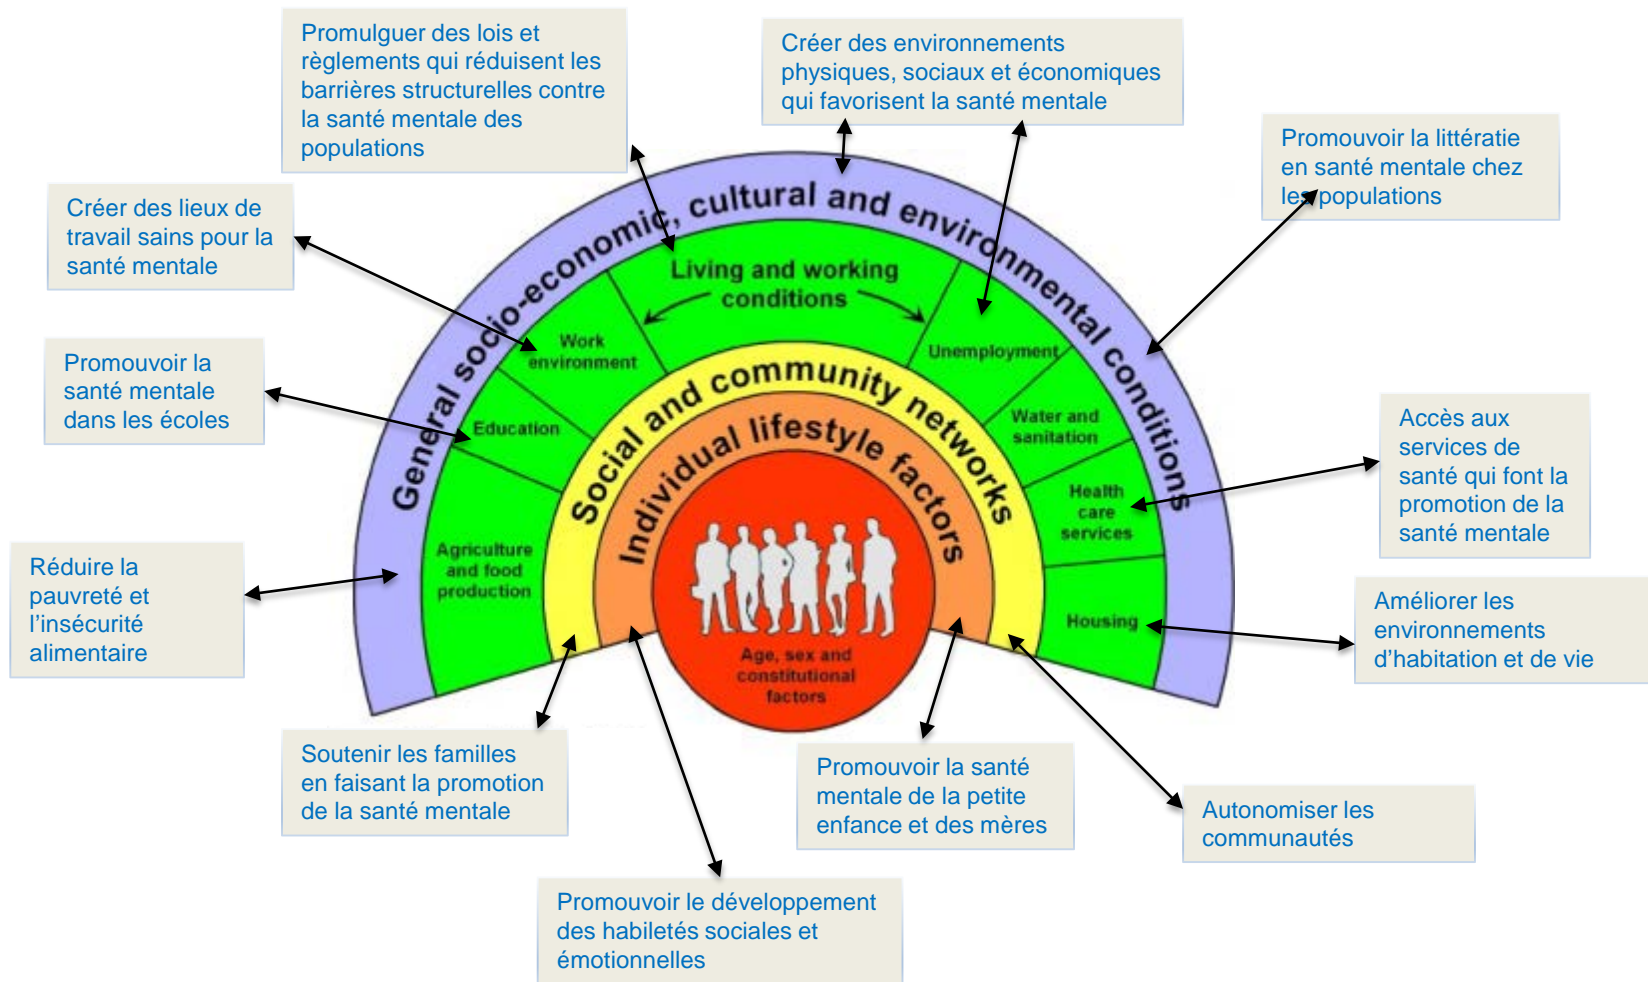 Promulguer des lois et
règlements qui réduisent les
barrières structurelles contre
la santé mentale des
populations
Créer des environnements
physiques, sociaux et économiques
qui favorisent la santé mentale
Promouvoir la littératie
en santé mentale chez
les populations
Créer des lieux de
travail sains pour la
santé mentale
Promouvoir la
santé mentale
dans les écoles
Réduire la
pauvreté et
l'insécurité
alimentaire
General socio-economic, cultural and environmental conditions
Living and working
conditions
Work
environment
Unemployment
Education
Water and
sanitation
Agriculture
and food
production
Health
care
services
Housing
Social and community networks
Individual lifestyle factors
Age, sex and
constitutional
factors
Accès aux
services de
santé qui font la
promotion de la
santé mentale
Améliorer les
environnements
d'habitation et de vie
Soutenir les familles
en faisant la promotion
de la santé mentale
Promouvoir la santé
mentale de la petite
enfance et des mères
Autonomiser les
communautés
Promouvoir le développement
des habiletés sociales et
émotionnelles